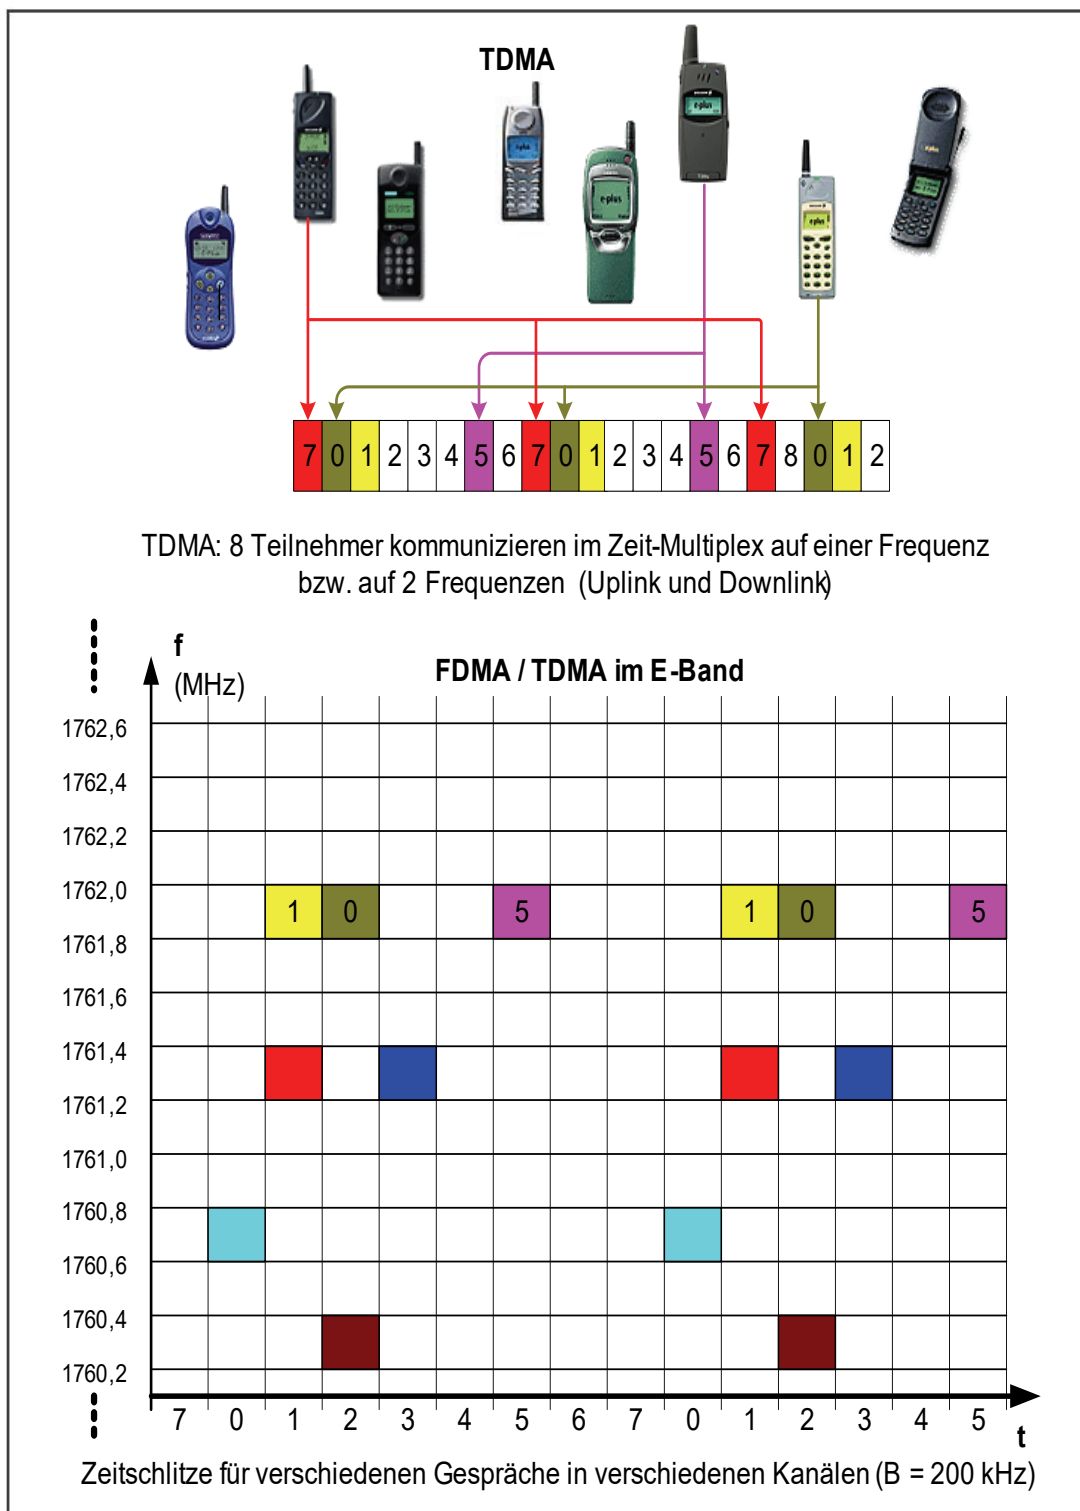 TDMA
e-plus
e-plus
e-plus
7 0 1 2 3 4 5 6 7 0 1 2 3 4 5 6 7 8 0 1 2
TDMA: 8 Teilnehmer kommunizieren im Zeit-Multiplex auf einer Frequenz
bzw. auf 2 Frequenzen (Uplink und Downlink)
f
(MHz)
FDMA / TDMA im E-Band
1762,6
1762,4
1762,2
1762,0
1 0 5 1 0 5
1761,8
1761,6
1761,4
1761,2
1761,0
1760,8
1760,6
1760,4
1760,2
7 0 1 2 3 4 5 6 7 0 1 2 3 4 5
t
Zeitschlitze für verschiedenen Gespräche in verschiedenen Kanälen (B = 200 kHz)